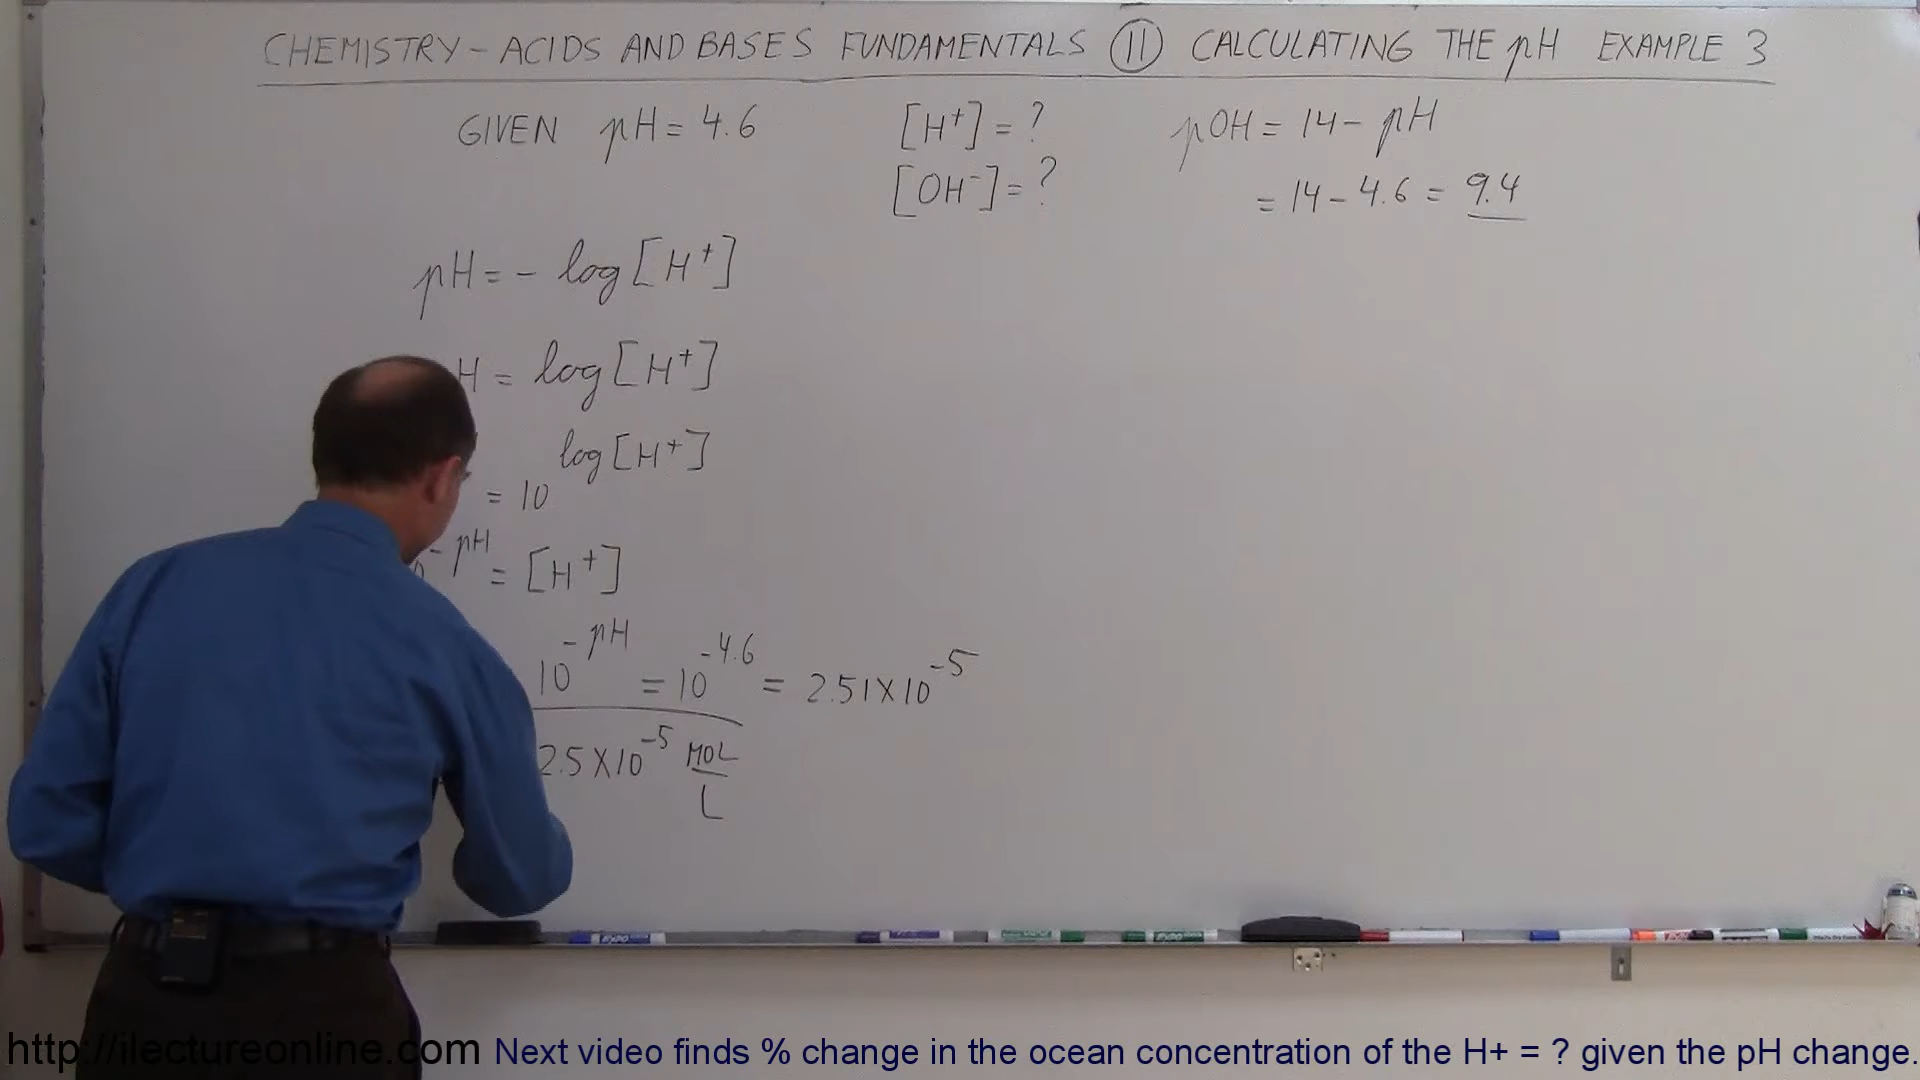 CHEMISTRY - ACIDS AND BASES FUNDAMENTALS (11) CALCULATING THE pH EXAMPLE 3
GIVEN pH = 4.6
[H⁺] = ?
[OH⁻] = ?
pOH = 14 - pH
= 14 - 4.6 = 9.4
pH = - log [H⁺]
H = log [H⁺]
= 10^log [H⁺]
0^-pH = [H⁺]
10^-pH = 10^-4.6 = 2.51 X 10^-5
2.5 X 10^-5 MOL/L
http://ilectureonline.com Next video finds % change in the ocean concentration of the H+ = ? given the pH change.